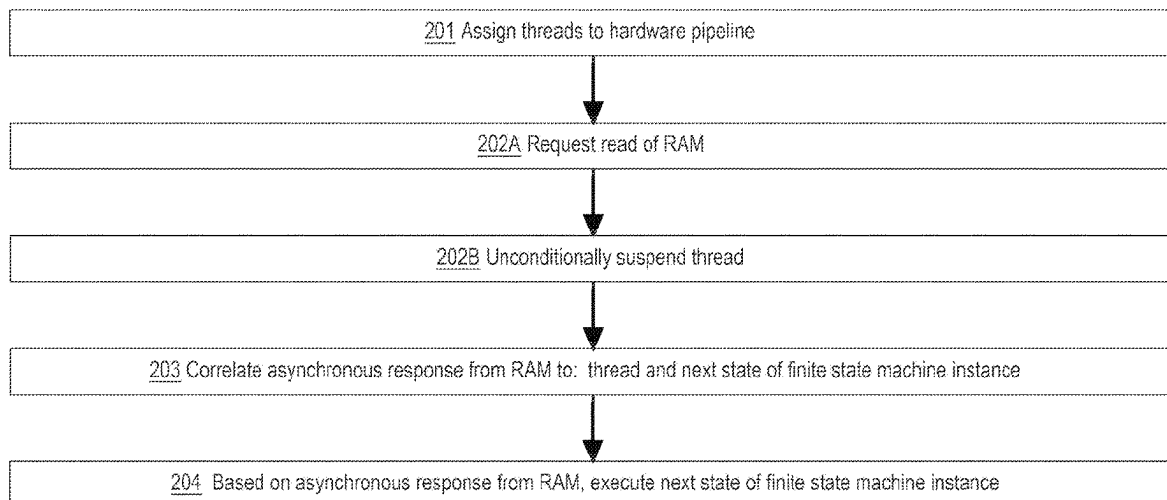 201 Assign threads to hardware pipeline
202A Request read of RAM
202B Unconditionally suspend thread
203 Correlate asynchronous response from RAM to: thread and next state of finite state machine instance
204 Based on asynchronous response from RAM, execute next state of finite state machine instance